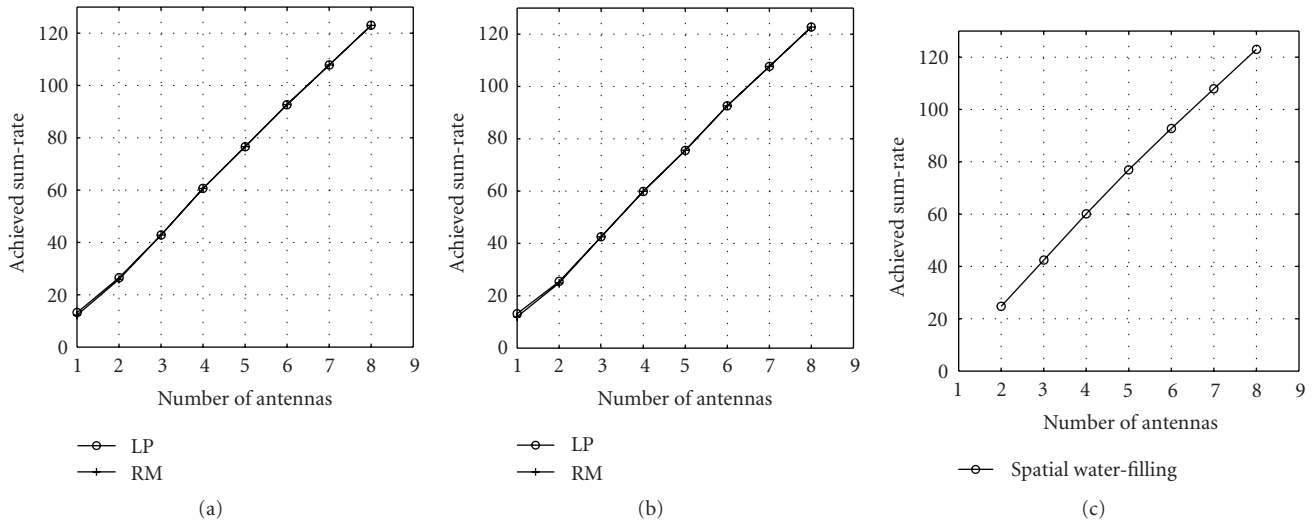 120
100
80
60
40
20
0
Achieved sum-rate
1 2 3 4 5 6 7 8 9
Number of antennas
LP
RM
(a)
120
100
80
60
40
20
0
Achieved sum-rate
1 2 3 4 5 6 7 8 9
Number of antennas
LP
RM
(b)
120
100
80
60
40
20
0
Achieved sum-rate
1 2 3 4 5 6 7 8 9
Number of antennas
Spatial water-filling
(c)